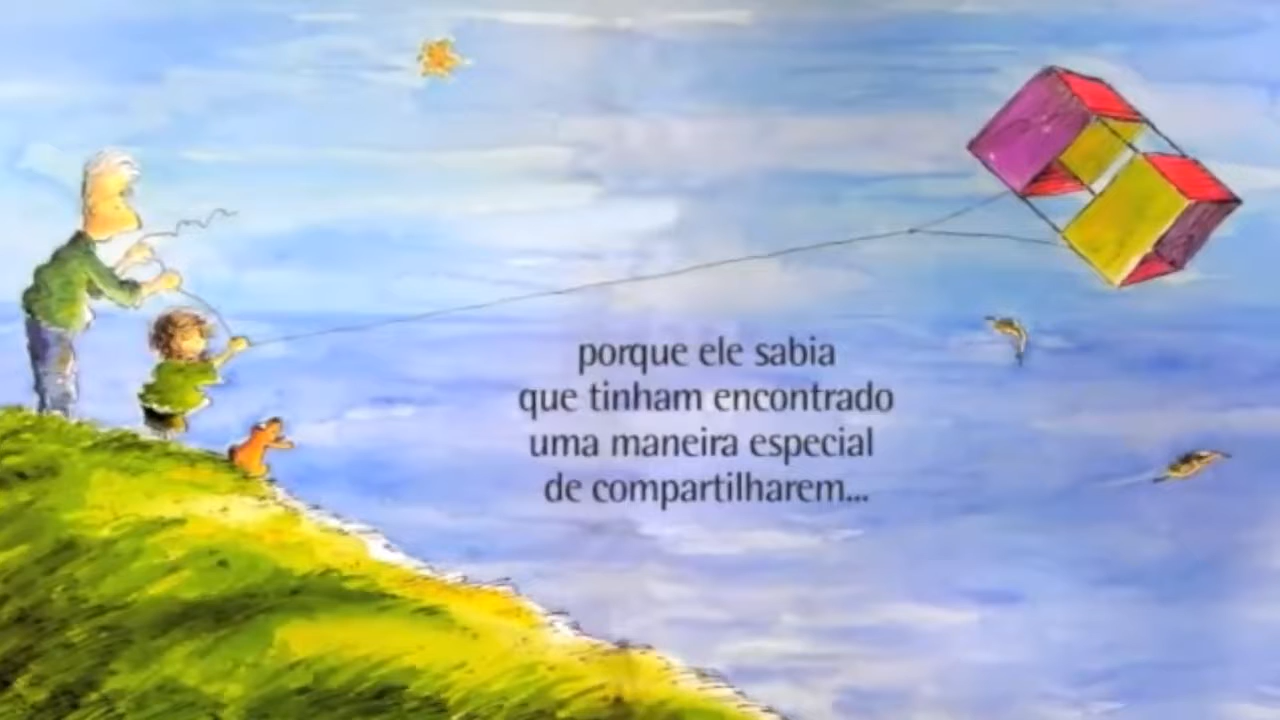 porque ele sabia
que tinham encontrado
uma maneira especial
de compartilharem...